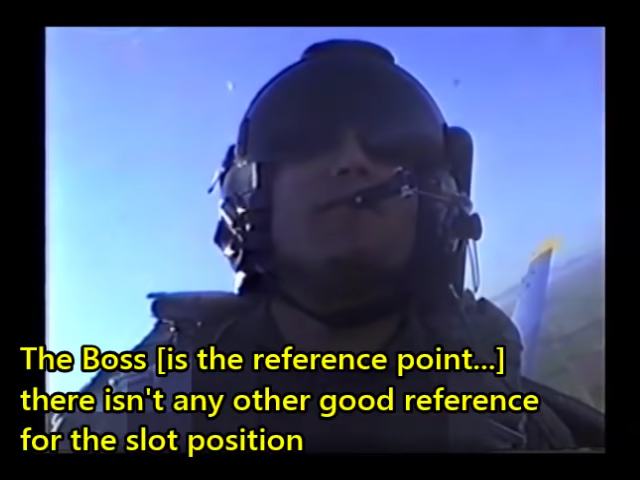 The Boss [is the reference point...]
there isn't any other good reference
for the slot position